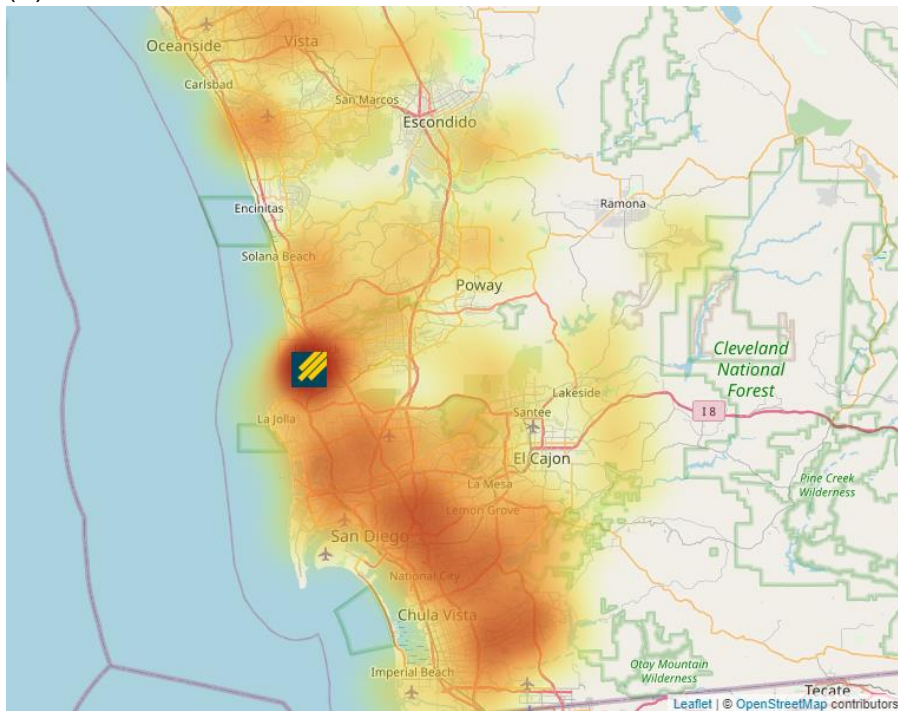 Oceanside
Vista
Carlsbad
San Marcos
Escondido
Encinitas
Ramona
Solana Beach
Poway
Cleveland
National
Forest
Lakeside
I 8
La Jolla
Santee
El Cajon
La Mesa
Pine Creek
Wilderness
Lemon Grove
San Diego
National City
Chula Vista
Imperial Beach
Otay Mountain
Wilderness
Tecate
Leaflet | © OpenStreetMap contributors